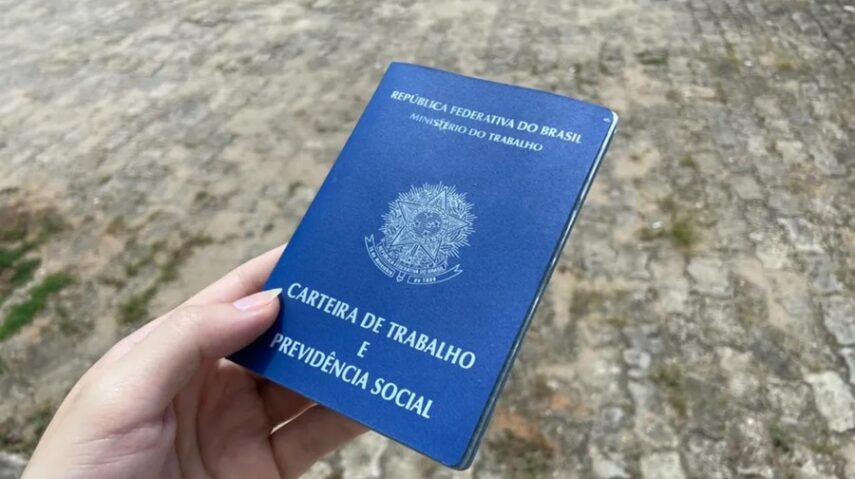 REPÚBLICA FEDERATIVA DO BRASIL
MINISTÉRIO DO TRABALHO
CARTEIRA DE TRABALHO
E
PREVIDÊNCIA SOCIAL